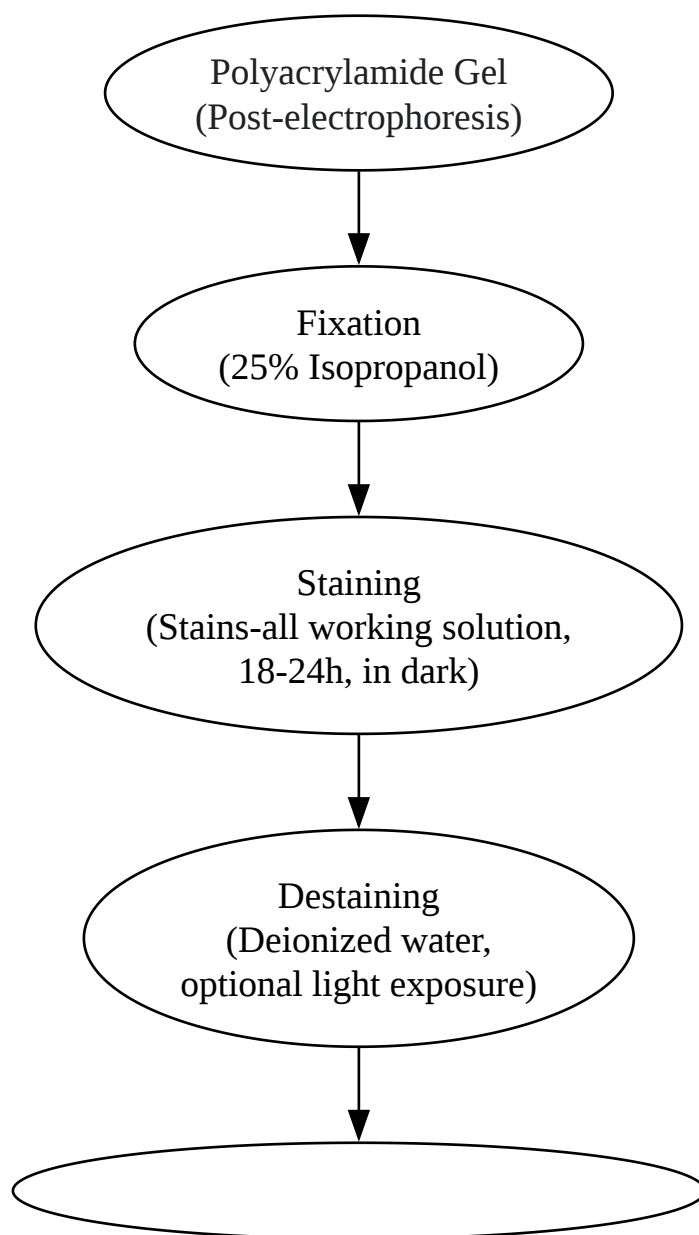 Polyacrylamide Gel
(Post-electrophoresis)
Fixation
(25% Isopropanol)
Staining
(Stains-all working solution,
18-24h, in dark)
Destaining
(Deionized water,
optional light exposure)